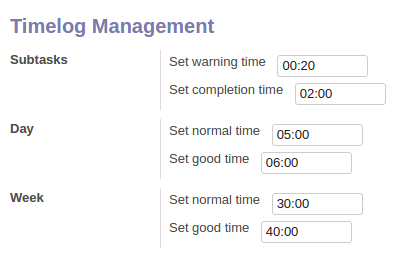 Timelog Management
Subtasks
Set warning time 00:20
Set completion time 02:00
Day
Set normal time 05:00
Set good time 06:00
Week
Set normal time 30:00
Set good time 40:00